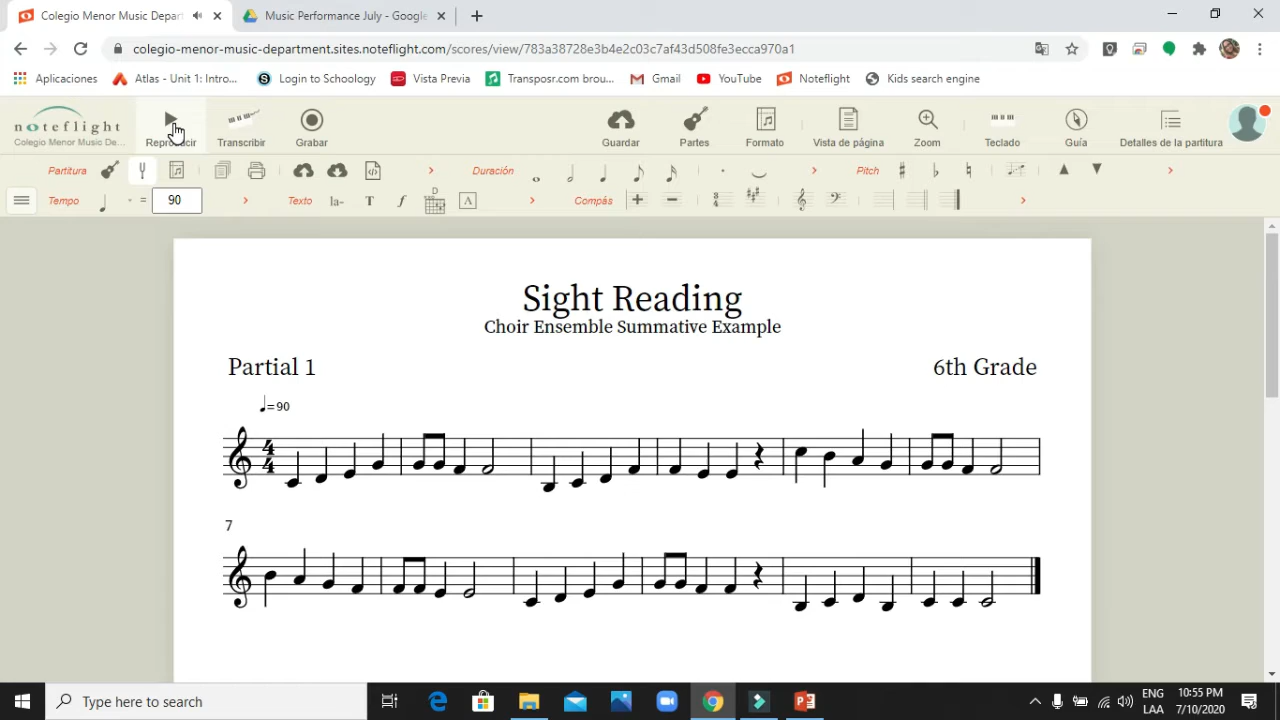 Colegio Menor Music Depart
Music Performance July - Google
colegio-menor-music-department.sites.noteflight.com/scores/view/783a38728e3b4e2c03c7af43d508fb3ecca970a1
Aplicaciones
Atlas - Unit 1: Intro...
Login to Schoology
Vista Previa
Transposr.com brou...
Gmail
YouTube
Noteflight
Kids search engine
noteflight
Colegio Menor Music De...
Reproducir
Transcribir
Grabar
Guardar
Partes
Formato
Vista de página
Zoom
Teclado
Guía
Detalles de la partitura
Partitura
Duración
Pitch
Tempo
= 90
Texto
la-
T
f
D
A
Compás
Sight Reading
Choir Ensemble Summative Example
Partial 1
6th Grade
=90
4
4
7
Type here to search
ENG
LAA
10:55 PM
7/10/2020